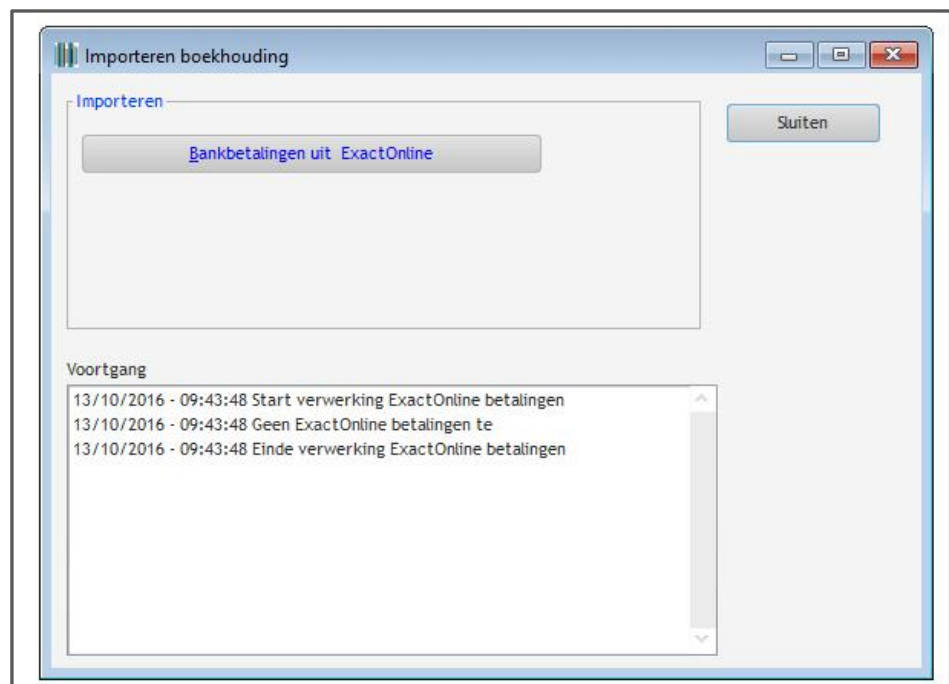 Importeren boekhouding
Importeren
Bankbetalingen uit ExactOnline
Sluiten
Voortgang
13/10/2016 - 09:43:48 Start verwerking ExactOnline betalingen
13/10/2016 - 09:43:48 Geen ExactOnline betalingen te
13/10/2016 - 09:43:48 Einde verwerking ExactOnline betalingen